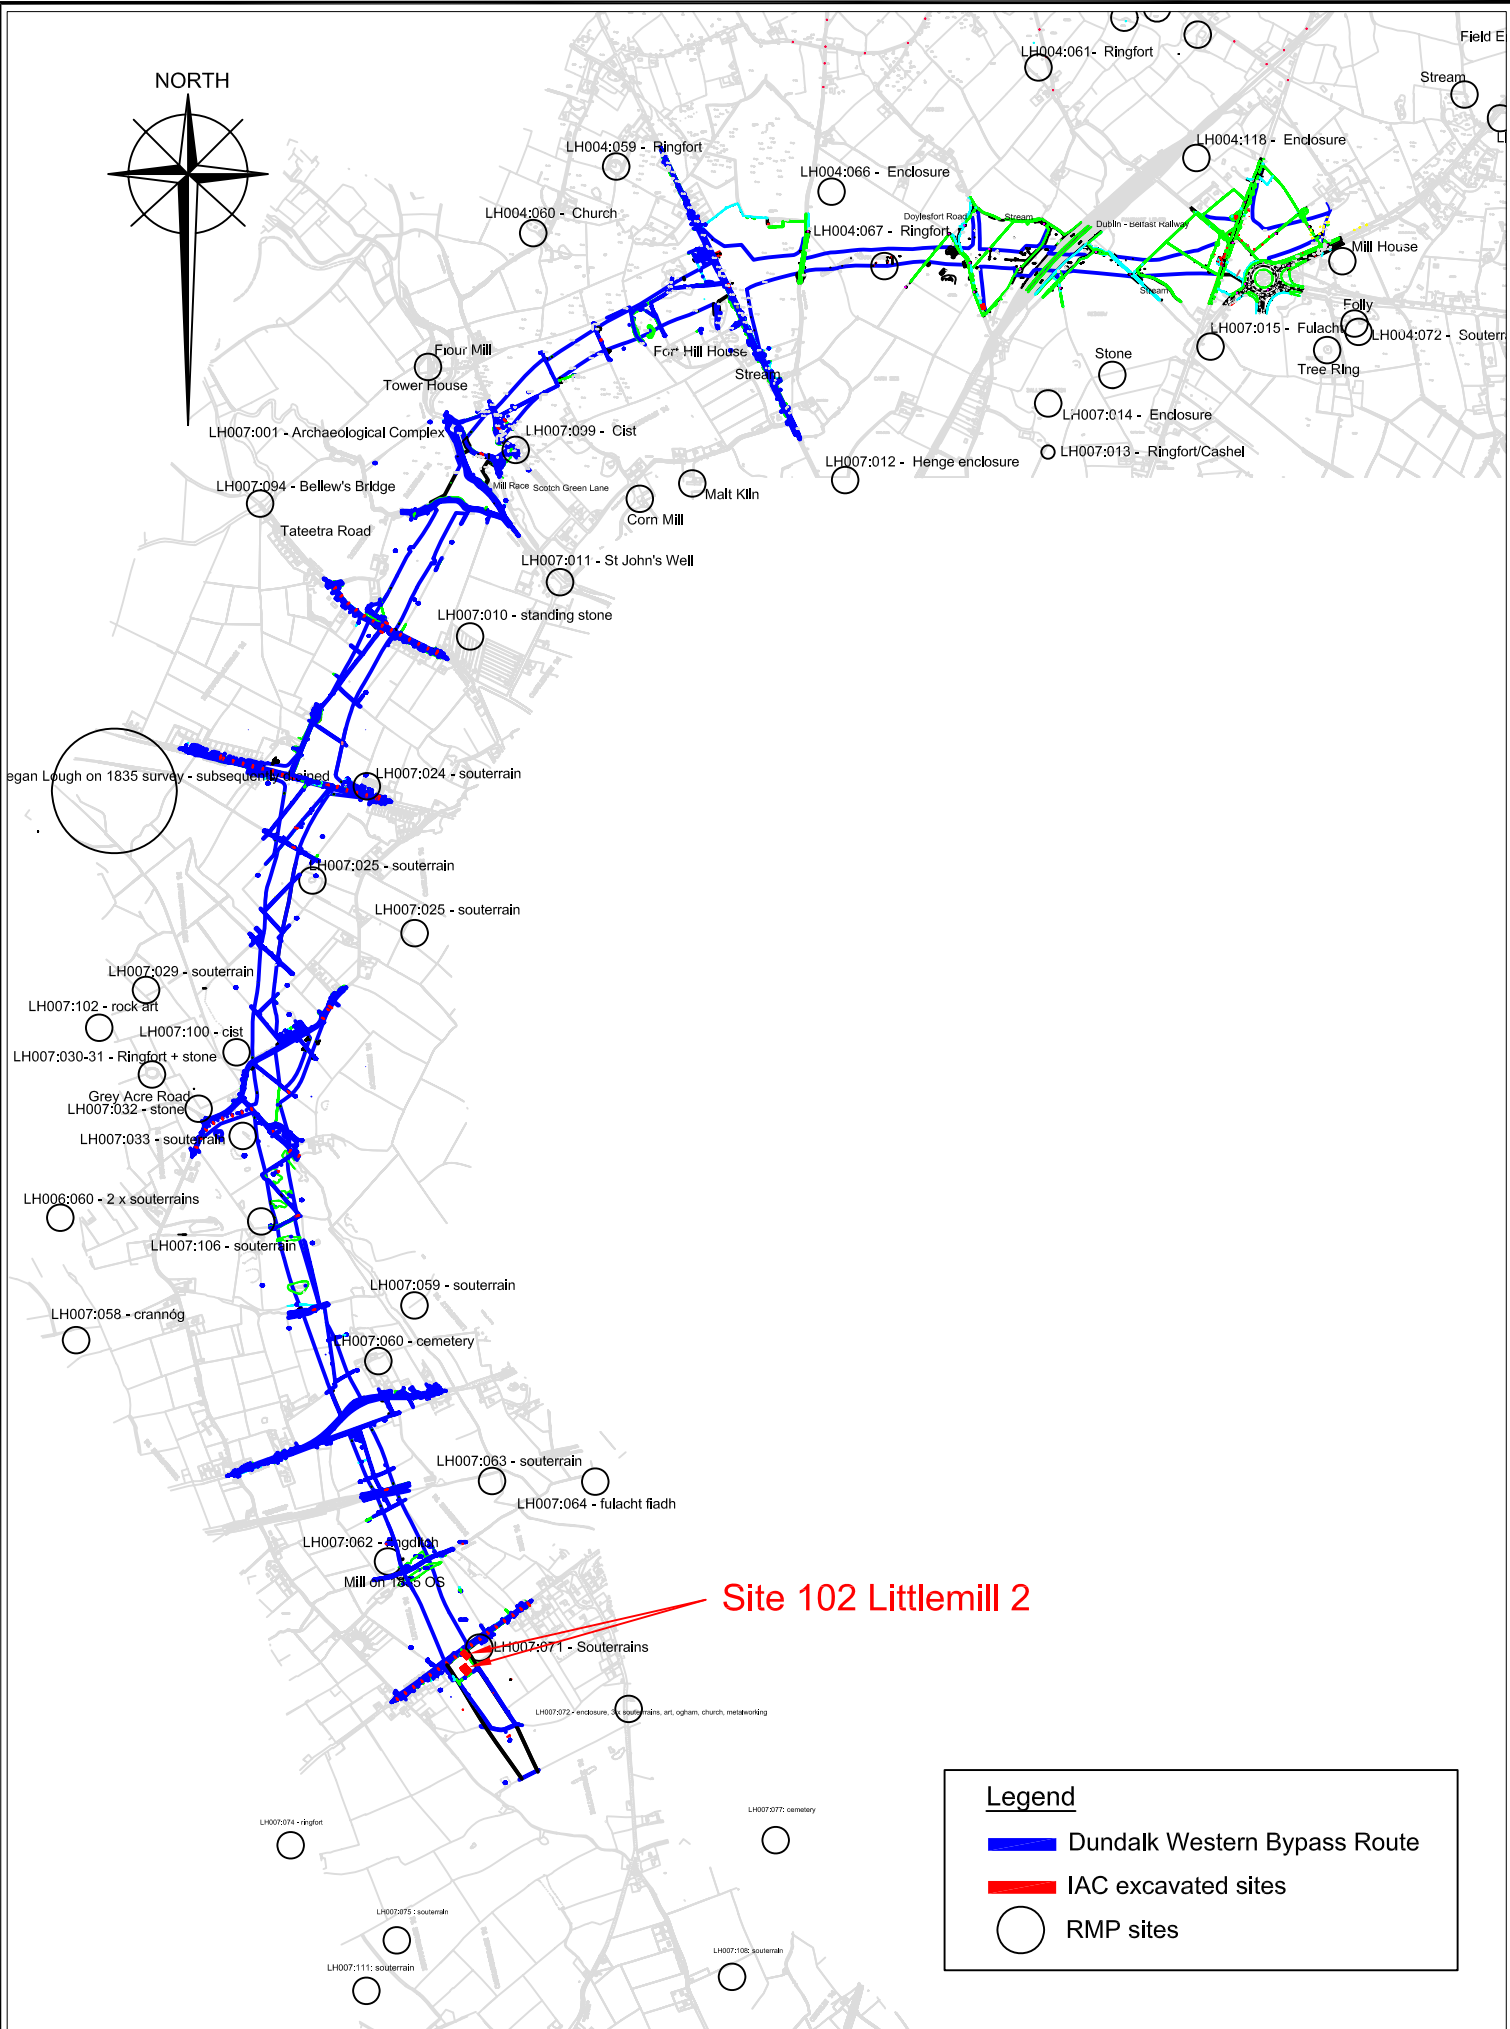 NORTH
Field E
LH004:061- Ringfort
Stream
LH004:118 - Enclosure
LH004:059 - Ringfort
LH004:066 - Enclosure
LH004:060 - Church
Doylesfort Road
Stream
Dublin - Belfast Railway
LH004:067 - Ringfort
Mill House
Stream
Folly
LH007:015 - Fulacht
LH004:072 - Souterr
Fort Hill House
Flour Mill
Stone
Tree Ring
Stream
Tower House
LH007:014 - Enclosure
LH007:001 - Archaeological Complex
LH007:099 - Cist
LH007:013 - Ringfort/Cashel
LH007:012 - Henge enclosure
LH007:094 - Bellew's Bridge
Mill Race
Scotch Green Lane
Malt Kiln
Corn Mill
Tateetra Road
LH007:011 - St John's Well
LH007:010 - standing stone
egan Lough on 1835 survey - subsequently drained
LH007:024 - souterrain
LH007:025 - souterrain
LH007:025 - souterrain
LH007:029 - souterrain
LH007:102 - rock art
LH007:100 - cist
LH007:030-31 - Ringfort + stone
Grey Acre Road
LH007:032 - stone
LH007:033 - souterrain
LH006:060 - 2 x souterrains
LH007:106 - souterrain
LH007:059 - souterrain
LH007:058 - crannóg
LH007:060 - cemetery
LH007:063 - souterrain
LH007:064 - fulacht fiadh
LH007:062 - ringditch
Mill on 1835 OS
Site 102 Littlemill 2
LH007:071 - Souterrains
LH007:072 - enclosure, 3 x souterrains, art, ogham, church, metalworking
LH007:077: cemetery
LH007:074 - ringfort
LH007:075 : souterrain
LH007:108: souterrain
LH007:111: souterrain
Legend
Dundalk Western Bypass Route
IAC excavated sites
RMP sites